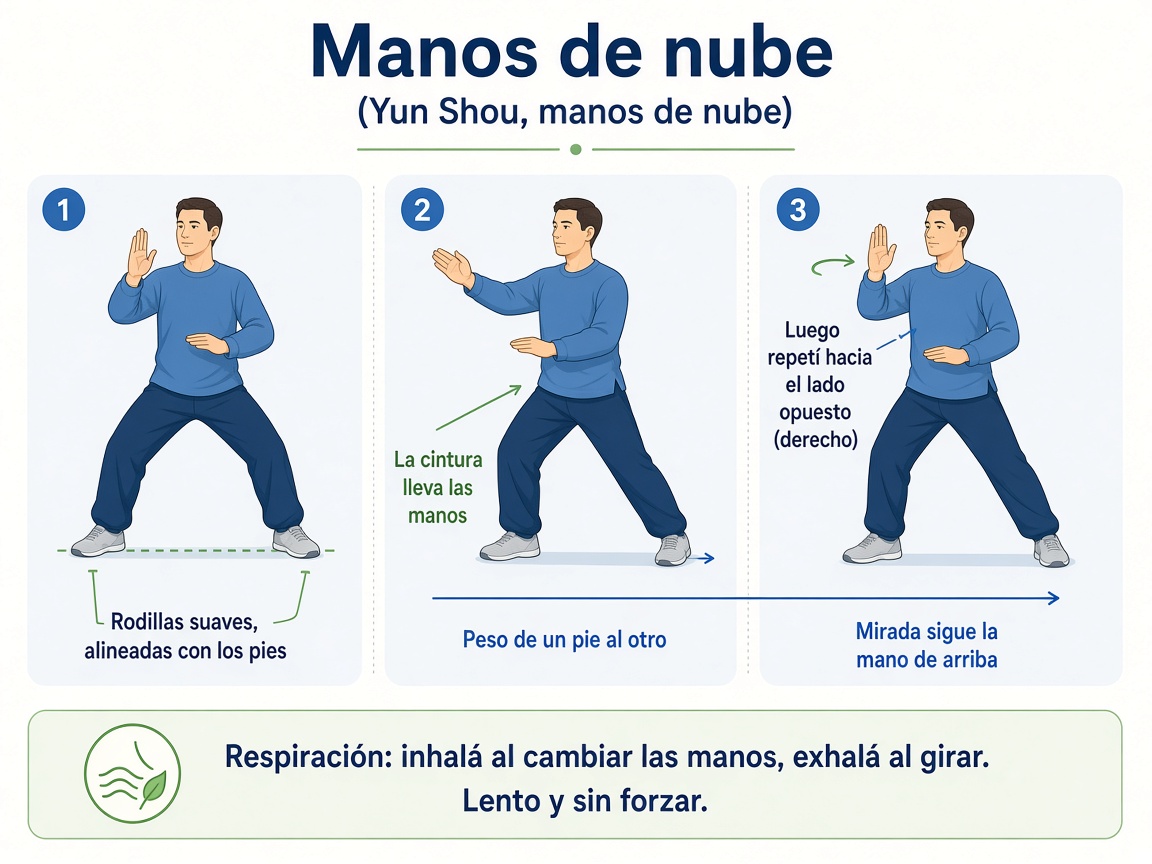 Manos de nube
(Yun Shou, manos de nube)
1
Rodillas suaves,
alineadas con los pies
2
La cintura
lleva las
manos
Peso de un pie al otro
3
Luego
repetí hacia
el lado
opuesto
(derecho)
Mirada sigue la
mano de arriba
Respiración: inhalá al cambiar las manos, exhalá al girar.
Lento y sin forzar.